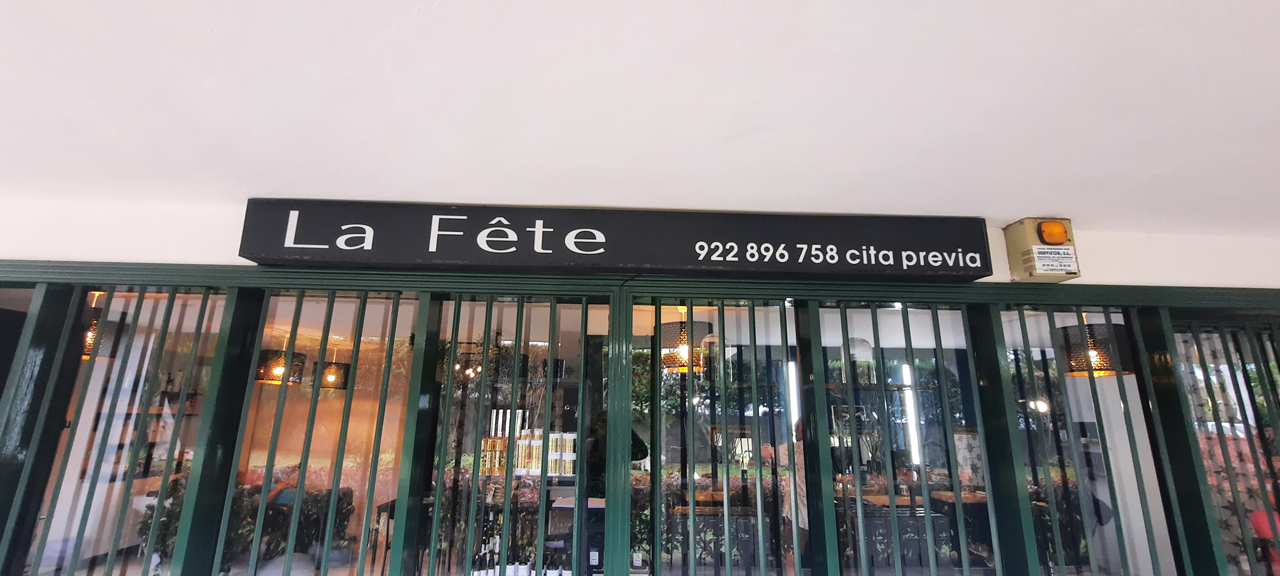 La Fête
922 896 758 cita previa